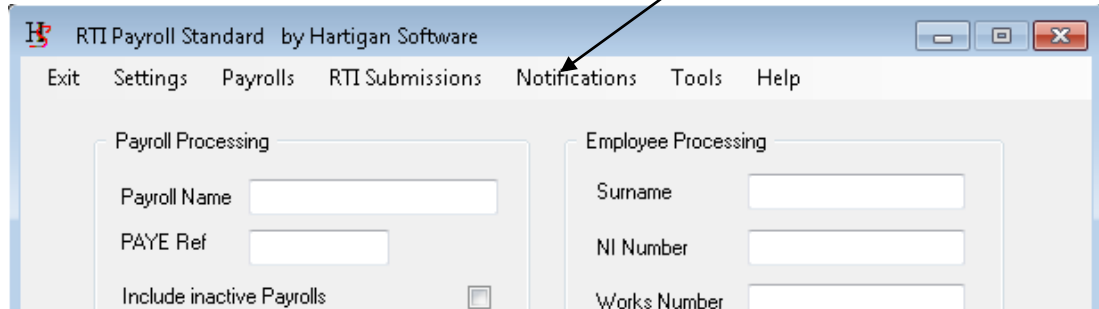 RTI Payroll Standard by Hartigan Software
Exit Settings Payrolls RTI Submissions Notifications Tools Help
Payroll Processing
Payroll Name
PAYE Ref
Include inactive Payrolls
Employee Processing
Surname
NI Number
Works Number